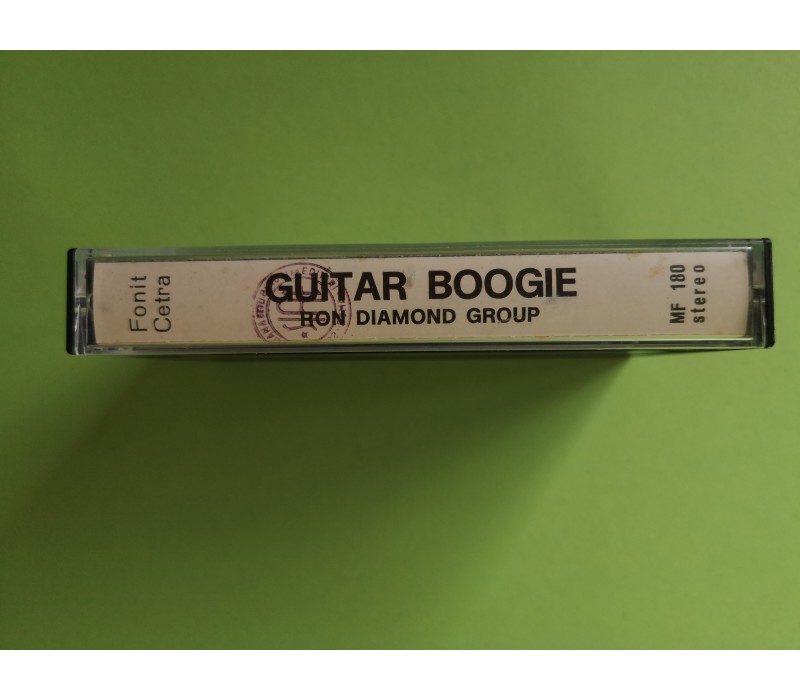 Fonit
Cetra
GUITAR BOOGIE
RON DIAMOND GROUP
MF 180
stereo